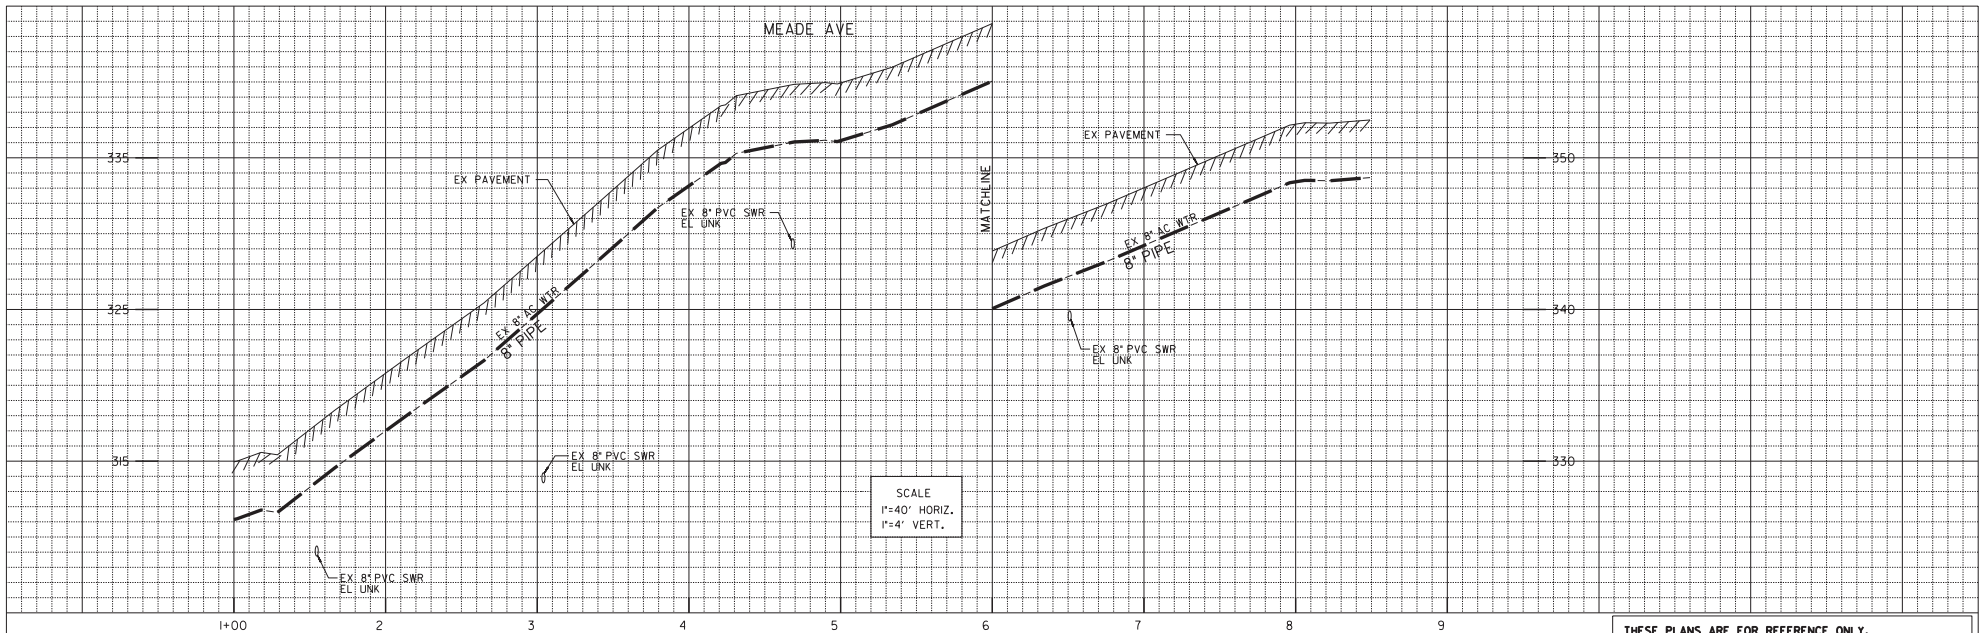 MEADE AVE
335
EX PAVEMENT
EX 8" PVC SWR
EL UNK
MATCHLINE
EX PAVEMENT
350
EX 8" AC WTR
8" PIPE
325
EX 8" AC WTR
8" PIPE
340
EX 8" PVC SWR
EL UNK
315
EX 8" PVC SWR
EL UNK
330
SCALE
1"=40' HORIZ.
1"=4' VERT.
EX 8" PVC SWR
EL UNK
1+00 2 3 4 5 6 7 8 9
THESE PLANS ARE FOR REFERENCE ONLY.